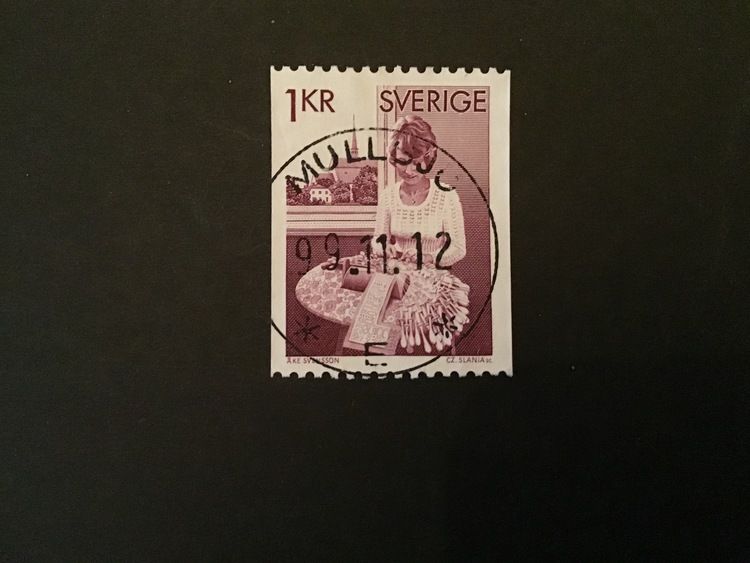 1KR SVERIGE
MULLSJÖ
99.11.12
E
ÅKE SVENSSON CZ. SLANIA sc.